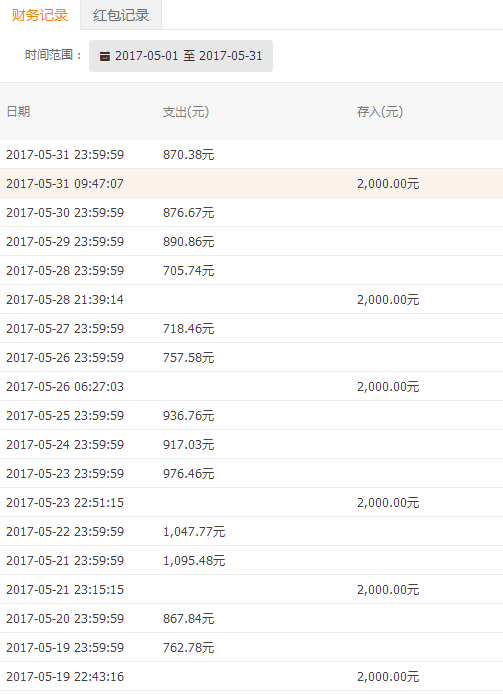 财务记录 红包记录
时间范围： 2017-05-01 至 2017-05-31
日期 支出(元) 存入(元)
2017-05-31 23:59:59 870.38元
2017-05-31 09:47:07 2,000.00元
2017-05-30 23:59:59 876.67元
2017-05-29 23:59:59 890.86元
2017-05-28 23:59:59 705.74元
2017-05-28 21:39:14 2,000.00元
2017-05-27 23:59:59 718.46元
2017-05-26 23:59:59 757.58元
2017-05-26 06:27:03 2,000.00元
2017-05-25 23:59:59 936.76元
2017-05-24 23:59:59 917.03元
2017-05-23 23:59:59 976.46元
2017-05-23 22:51:15 2,000.00元
2017-05-22 23:59:59 1,047.77元
2017-05-21 23:59:59 1,095.48元
2017-05-21 23:15:15 2,000.00元
2017-05-20 23:59:59 867.84元
2017-05-19 23:59:59 762.78元
2017-05-19 22:43:16 2,000.00元